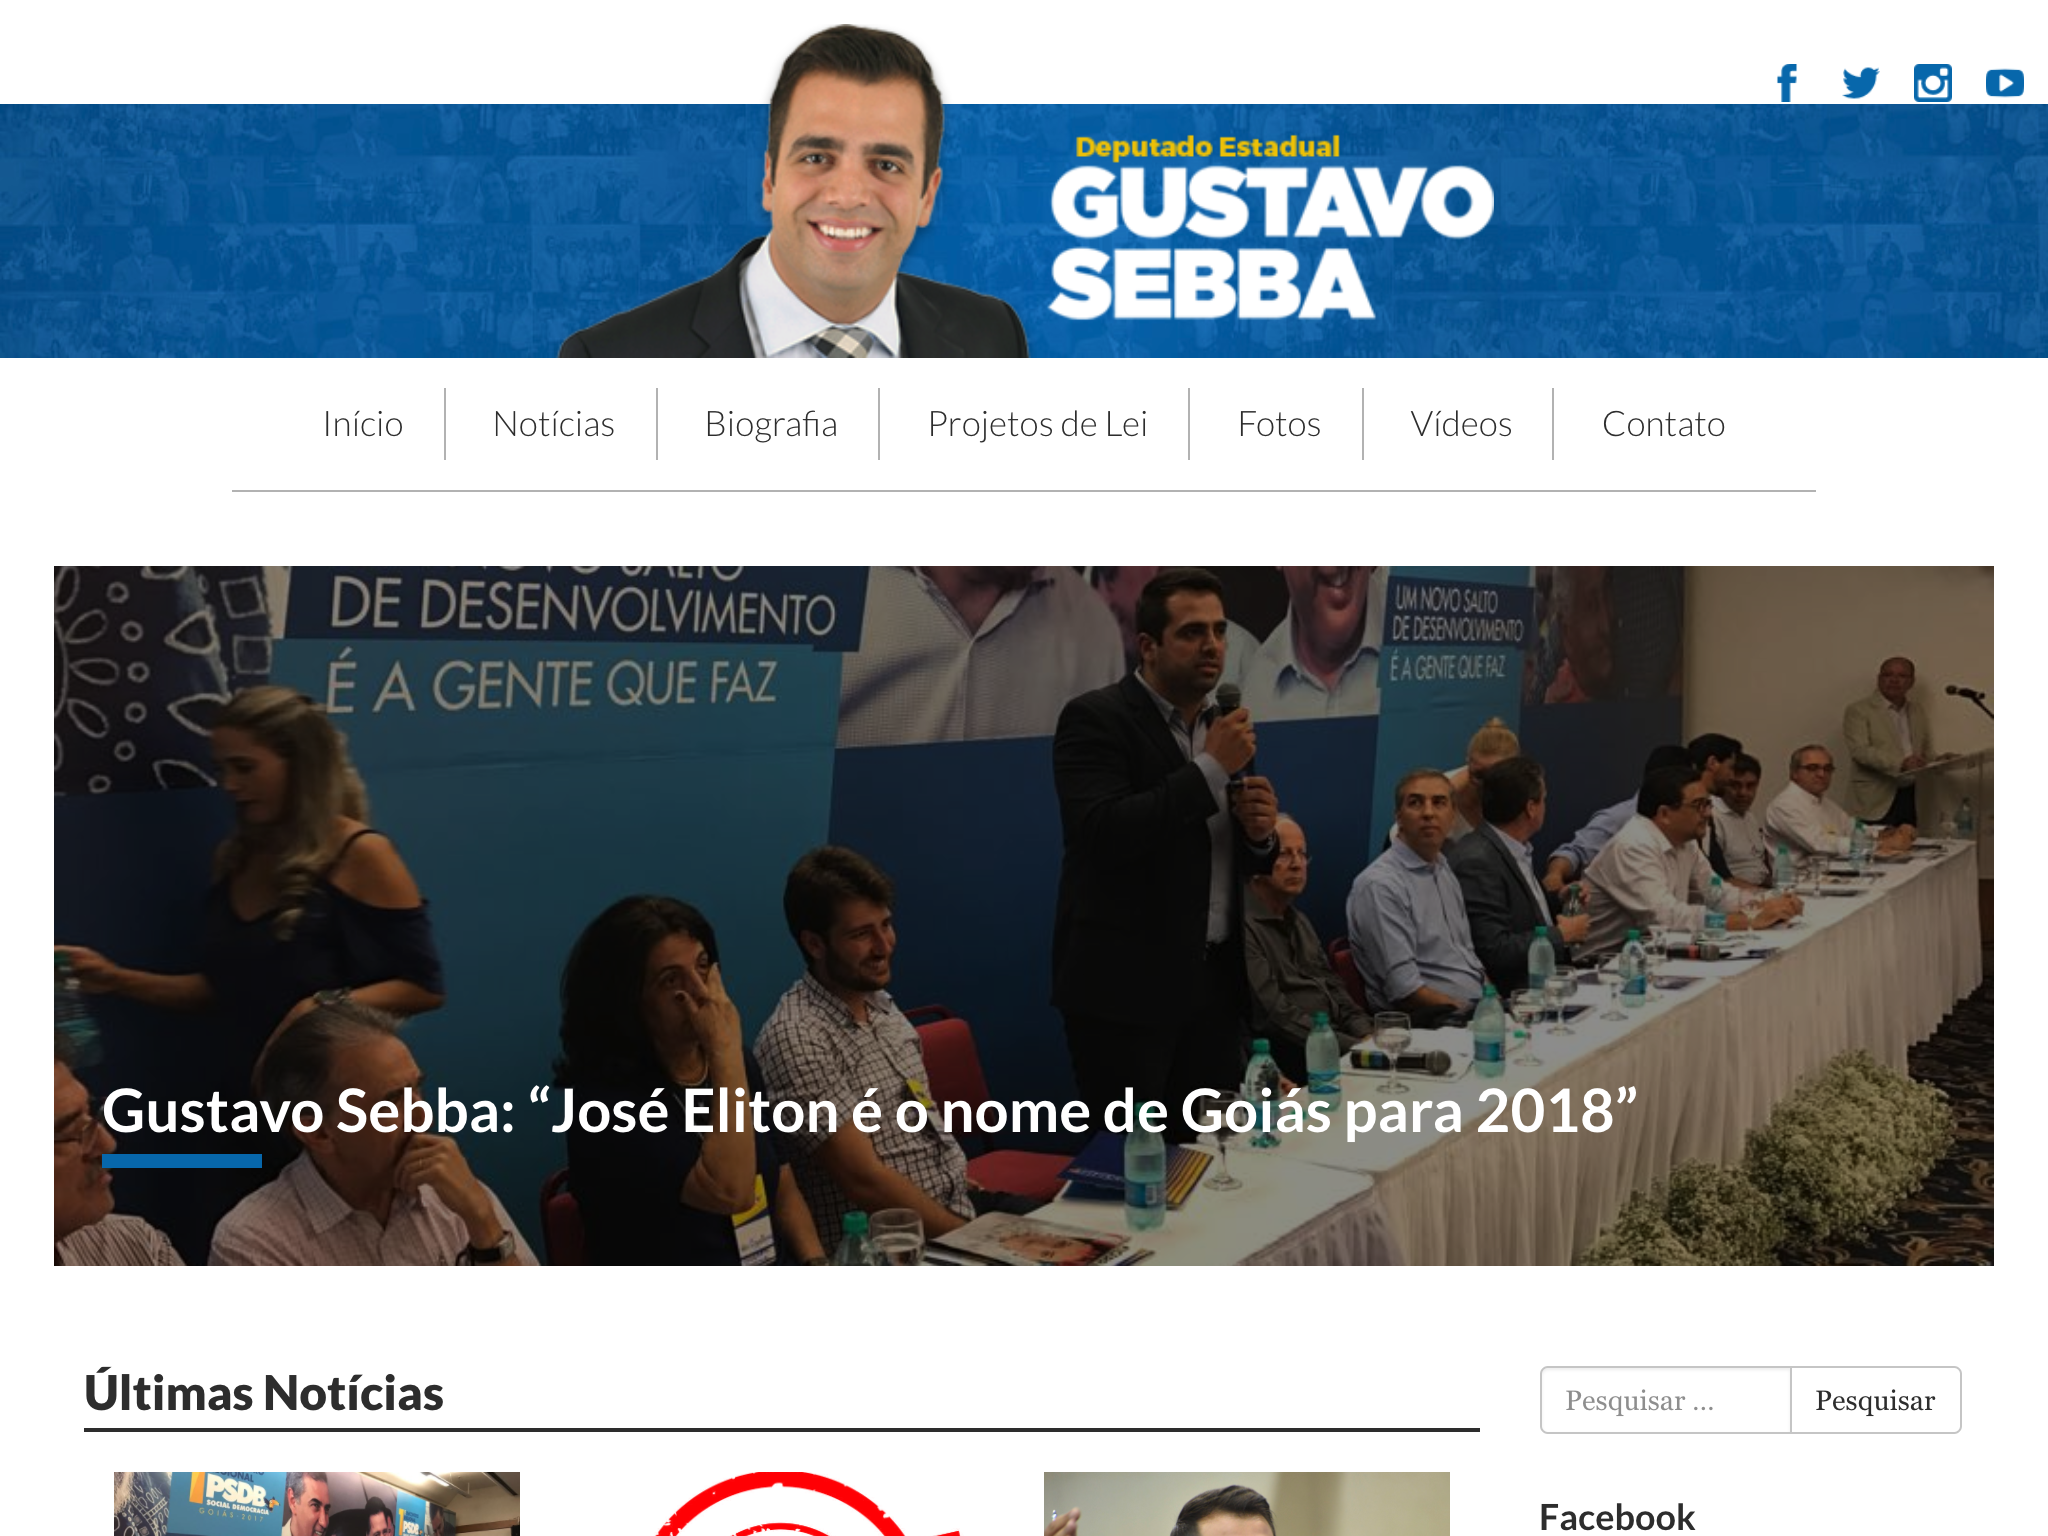 Deputado Estadual
GUSTAVO
SEBBA
Início
Notícias
Biografia
Projetos de Lei
Fotos
Vídeos
Contato
DE DESENVOLVIMENTO
É A GENTE QUE FAZ
UM NOVO SALTO
DE DESENVOLVIMENTO
É A GENTE QUE FAZ
Gustavo Sebba: “José Eliton é o nome de Goiás para 2018”
Últimas Notícias
Pesquisar ...
Pesquisar
PSDB
SOCIAL DEMOCRACIA
GOIÁS-2017
Facebook